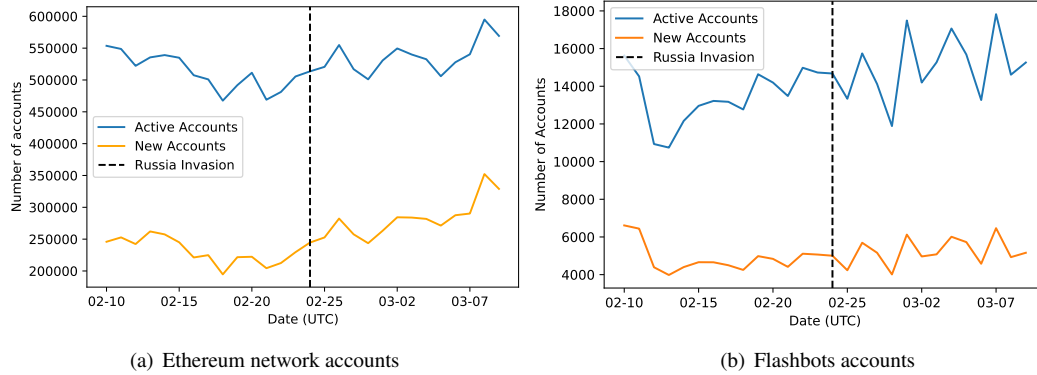 600000
550000
500000
450000
400000
350000
300000
250000
200000
Number of accounts
Active Accounts
New Accounts
Russia Invasion
02-10 02-15 02-20 02-25 03-02 03-07
Date (UTC)
(a) Ethereum network accounts
18000
16000
14000
12000
10000
8000
6000
4000
Number of Accounts
Active Accounts
New Accounts
Russia Invasion
02-10 02-15 02-20 02-25 03-02 03-07
Date (UTC)
(b) Flashbots accounts